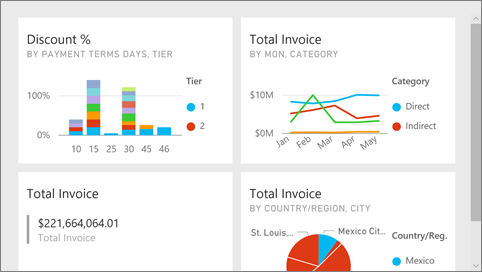 Discount %
BY PAYMENT TERMS DAYS, TIER
Tier
100%
1
2
0%
10 15 25 30 45 46
Total Invoice
BY MON, CATEGORY
Category
$10M
Direct
Indirect
$0M
Jan Feb Mar Apr May
Total Invoice
$221,664,064.01
Total Invoice
Total Invoice
BY COUNTRY/REGION, CITY
St. Louis,...
Mexico Cit...
Country/Reg.
Mexico